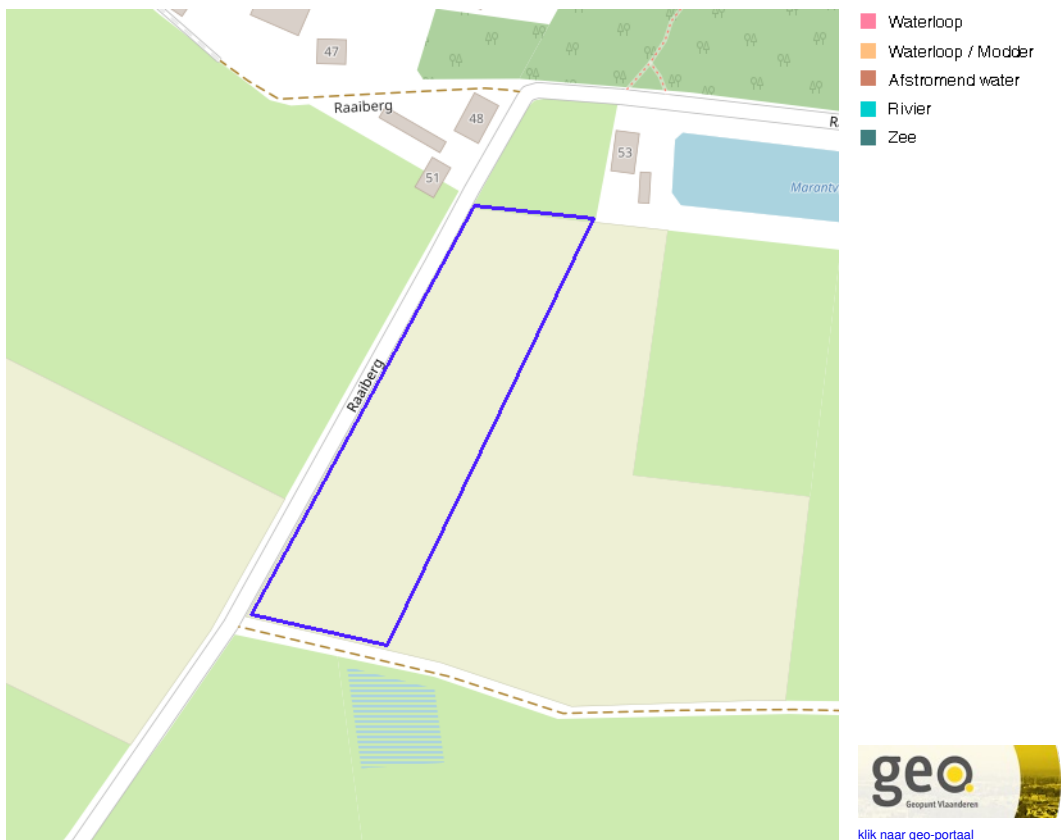 Waterloop
Waterloop / Modder
Afstromend water
Rivier
Zee
47
Raaiberg
48
51
53
Raaiberg
geo
Geopunt Vlaanderen
klik naar geo-portaal